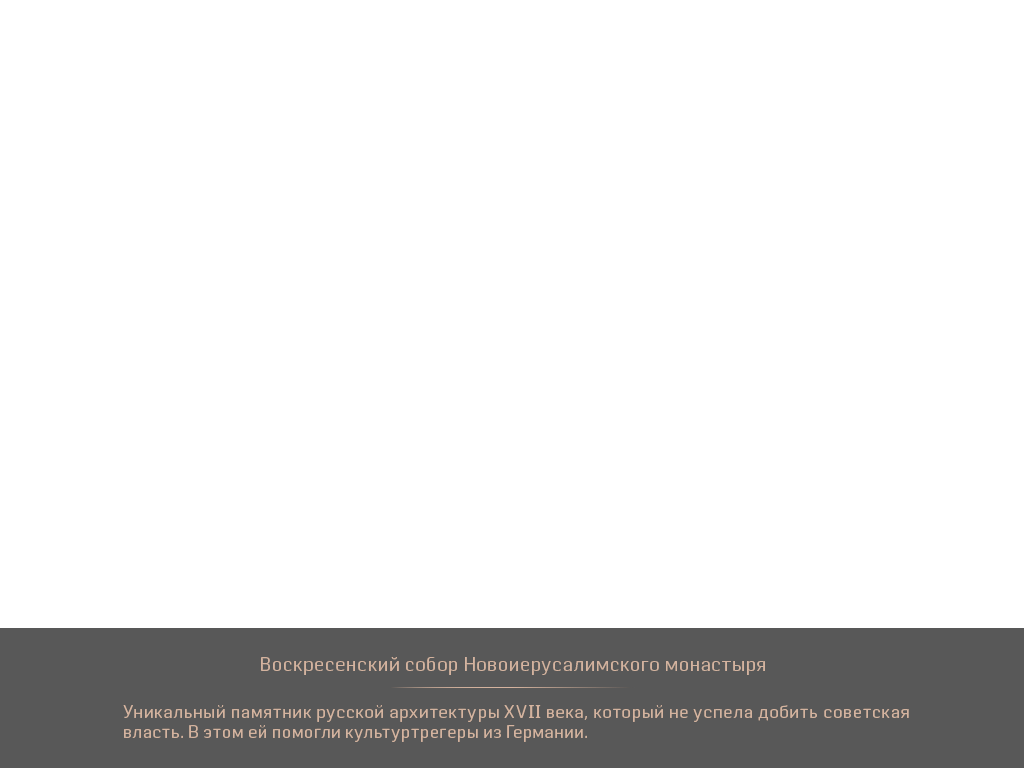 Воскресенский собор Новоиерусалимского монастыря
Уникальный памятник русской архитектуры XVII века, который не успела добить советская
власть. В этом ей помогли культуртрегеры из Германии.